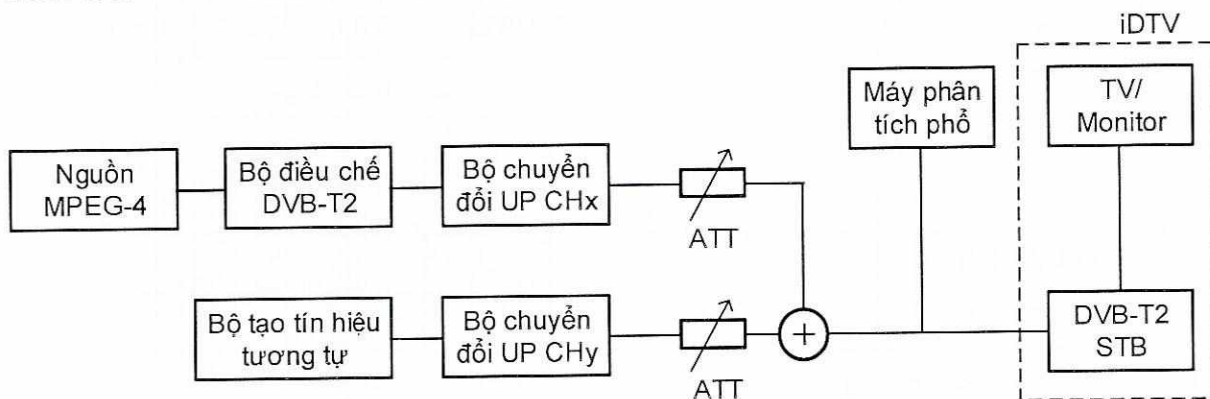 iDTV
Máy phân
tích phổ
TV/
Monitor
Nguồn
MPEG-4
Bộ điều chế
DVB-T2
Bộ chuyển
đổi UP CHx
ATT
Bộ tạo tín hiệu
tương tự
Bộ chuyển
đổi UP CHy
ATT
+
DVB-T2
STB